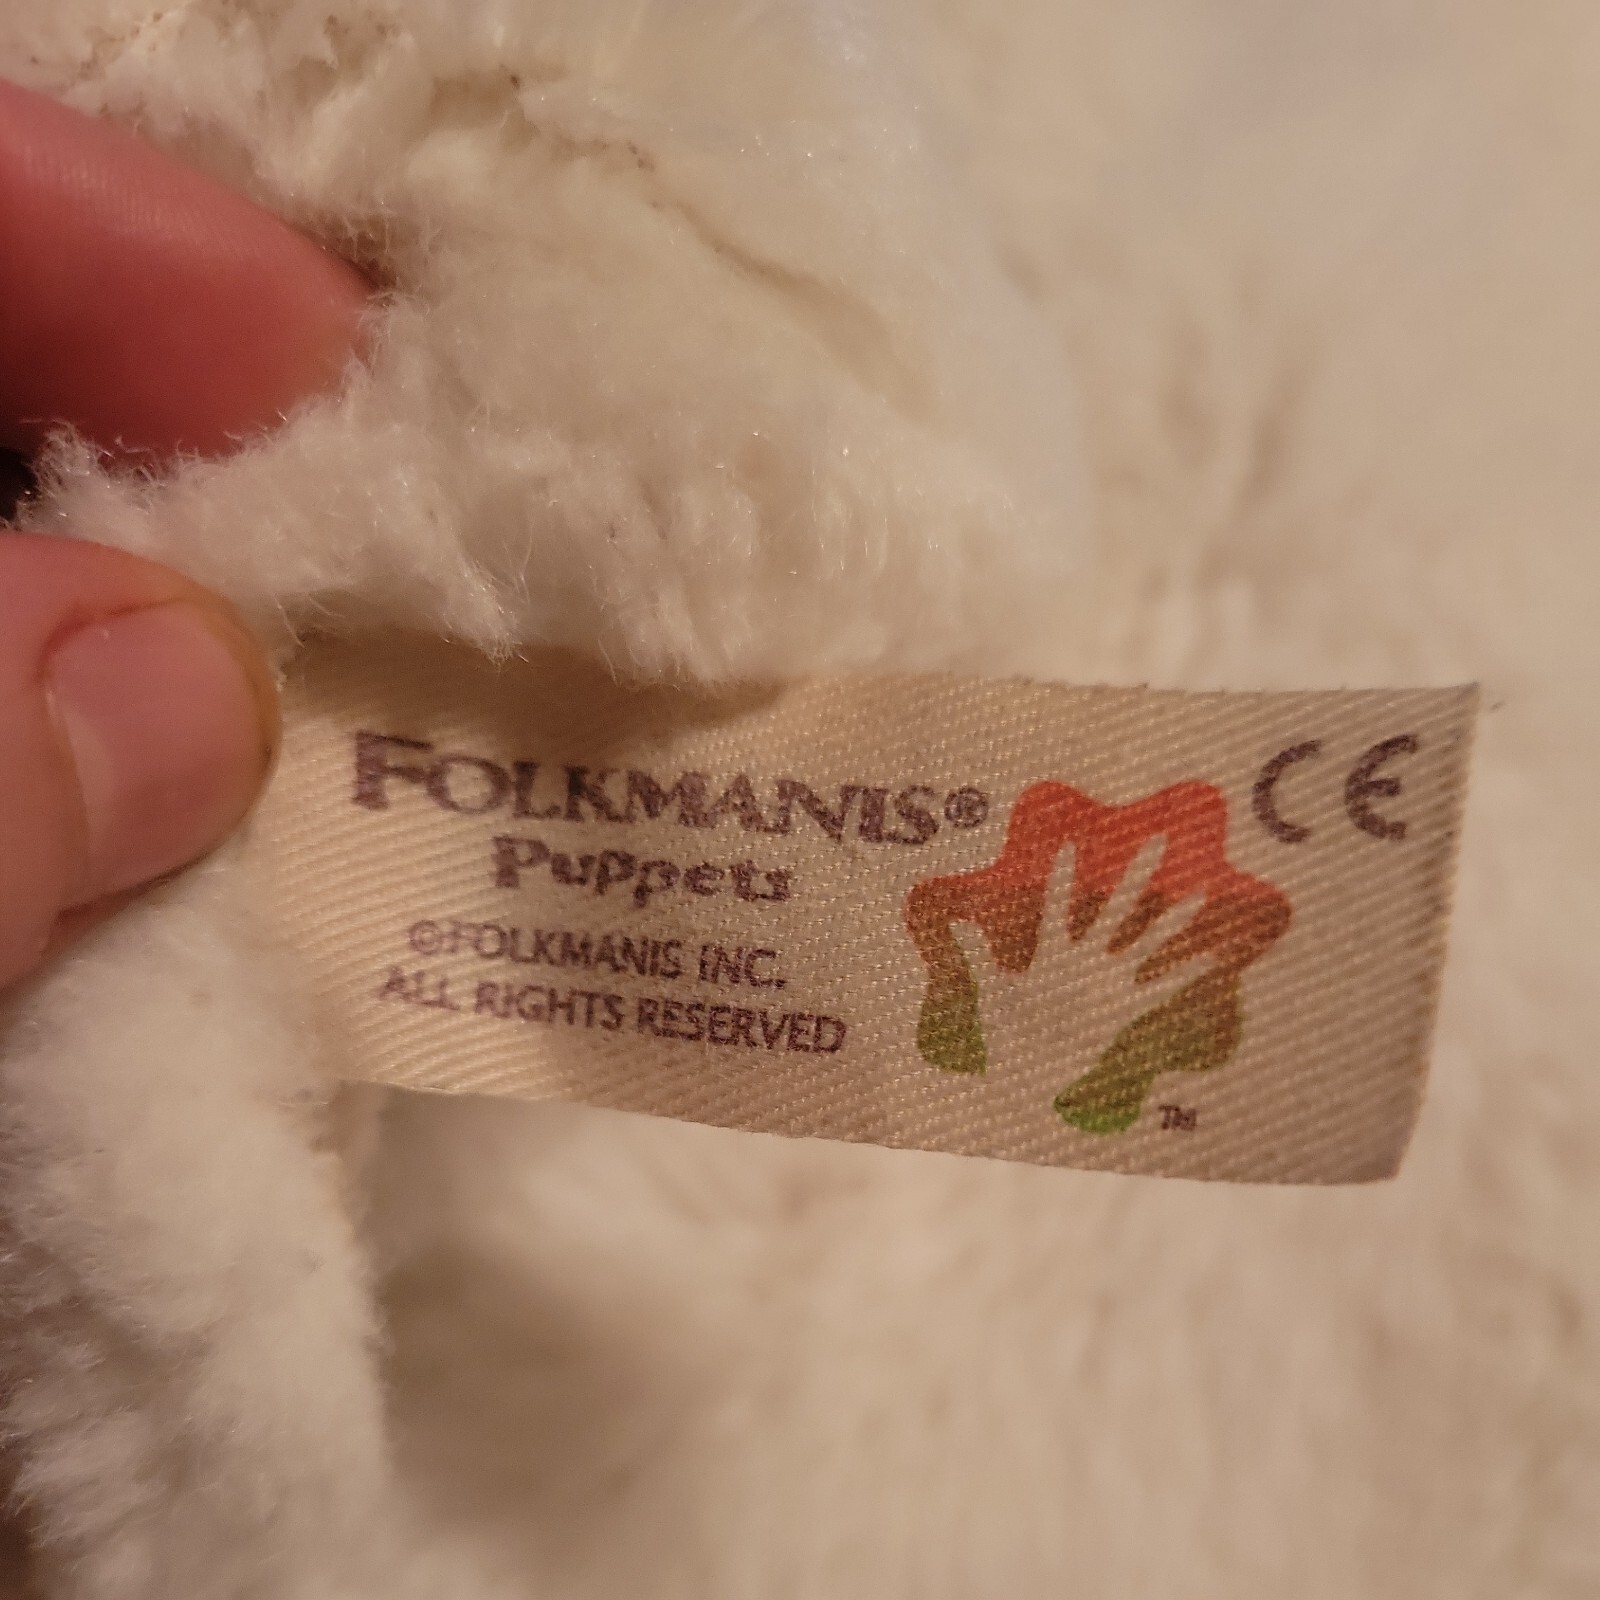 FOLKMANIS®
Puppets
©FOLKMANIS INC.
ALL RIGHTS RESERVED
CE
TM